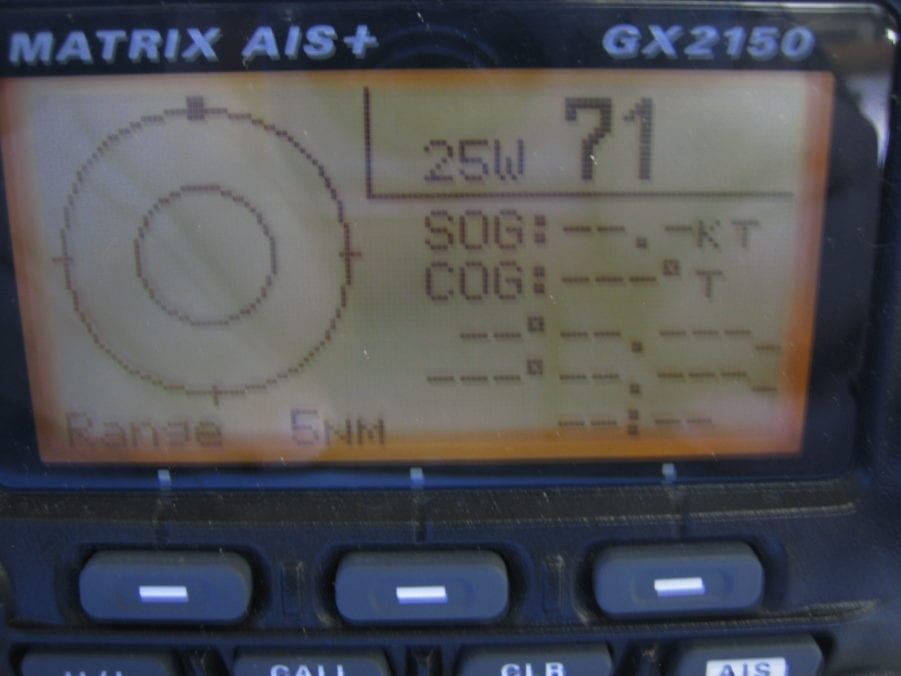 MATRIX AIS+ GX2150
25W 71
SOG:--.-KT
COG:---° T
--°--.----
---°--.----
--:--
Range 5NM
CALL CLR AIS